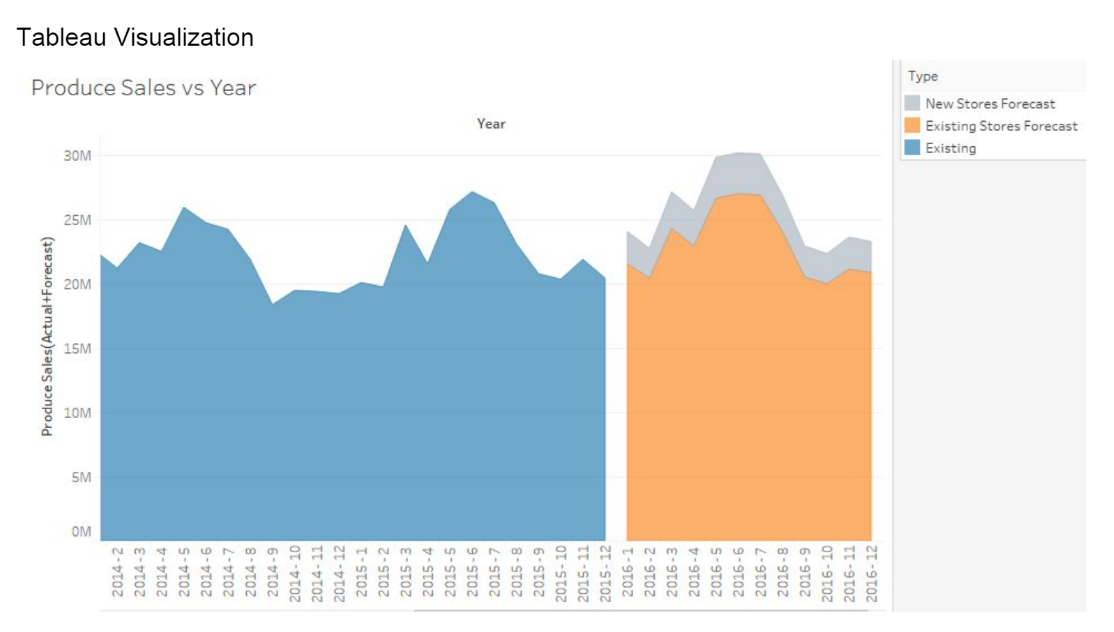 Tableau Visualization
Produce Sales vs Year
Type
New Stores Forecast
Existing Stores Forecast
Existing
Year
Produce Sales(Actual+Forecast)
30M
25M
20M
15M
10M
5M
0M
2014 - 2
2014 - 3
2014 - 4
2014 - 5
2014 - 6
2014 - 7
2014 - 8
2014 - 9
2014 - 10
2014 - 11
2014 - 12
2015 - 1
2015 - 2
2015 - 3
2015 - 4
2015 - 5
2015 - 6
2015 - 7
2015 - 8
2015 - 9
2015 - 10
2015 - 11
2015 - 12
2016 - 1
2016 - 2
2016 - 3
2016 - 4
2016 - 5
2016 - 6
2016 - 7
2016 - 8
2016 - 9
2016 - 10
2016 - 11
2016 - 12